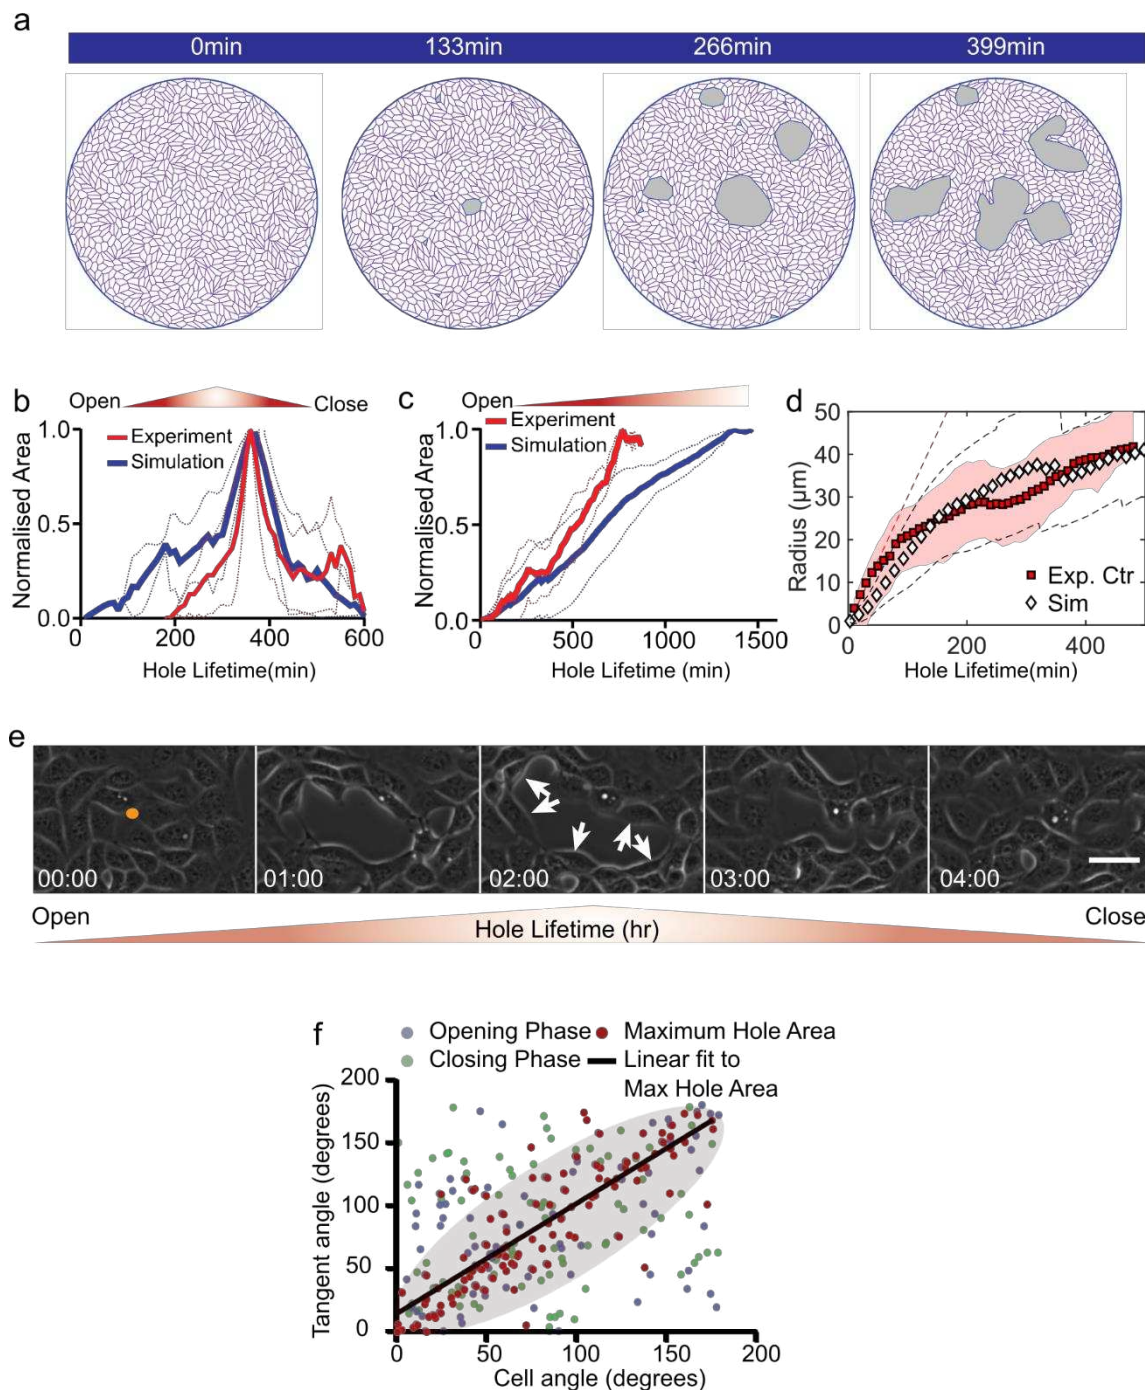 a
0min 133min 266min 399min
b
Open Close
Experiment
Simulation
Normalised Area
1.0
0.5
0.0
0 200 400 600
Hole Lifetime(min)
c
Open
Experiment
Simulation
Normalised Area
1.0
0.5
0.0
0 500 1000 1500
Hole Lifetime (min)
d
Radius (μm)
50
40
30
20
10
0
Exp. Ctr
Sim
0 200 400
Hole Lifetime(min)
e
00:00 01:00 02:00 03:00 04:00
Open Close
Hole Lifetime (hr)
f
Opening Phase Maximum Hole Area
Closing Phase Linear fit to
Max Hole Area
Tangent angle (degrees)
200
150
100
50
0
0 50 100 150 200
Cell angle (degrees)